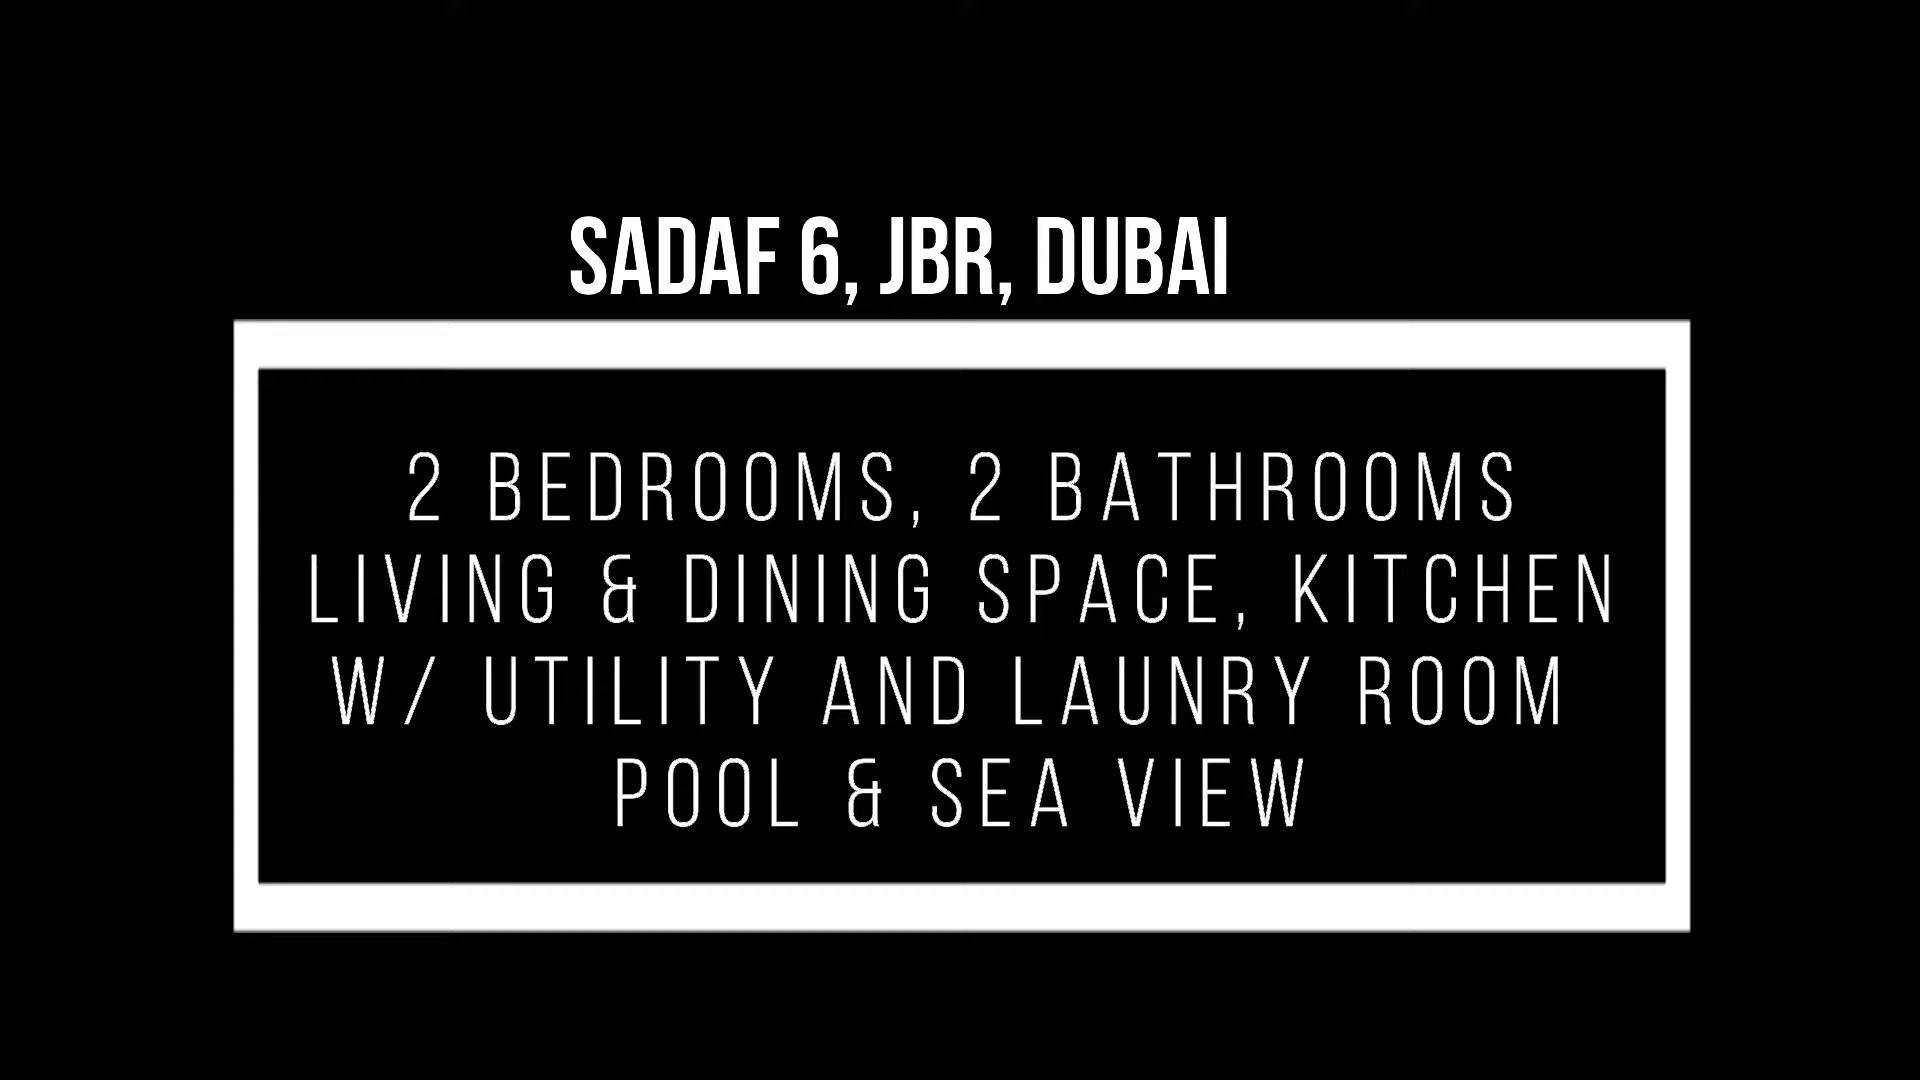 SADAF 6, JBR, DUBAI
2 BEDROOMS, 2 BATHROOMS
LIVING & DINING SPACE, KITCHEN
W/ UTILITY AND LAUNRY ROOM
POOL & SEA VIEW